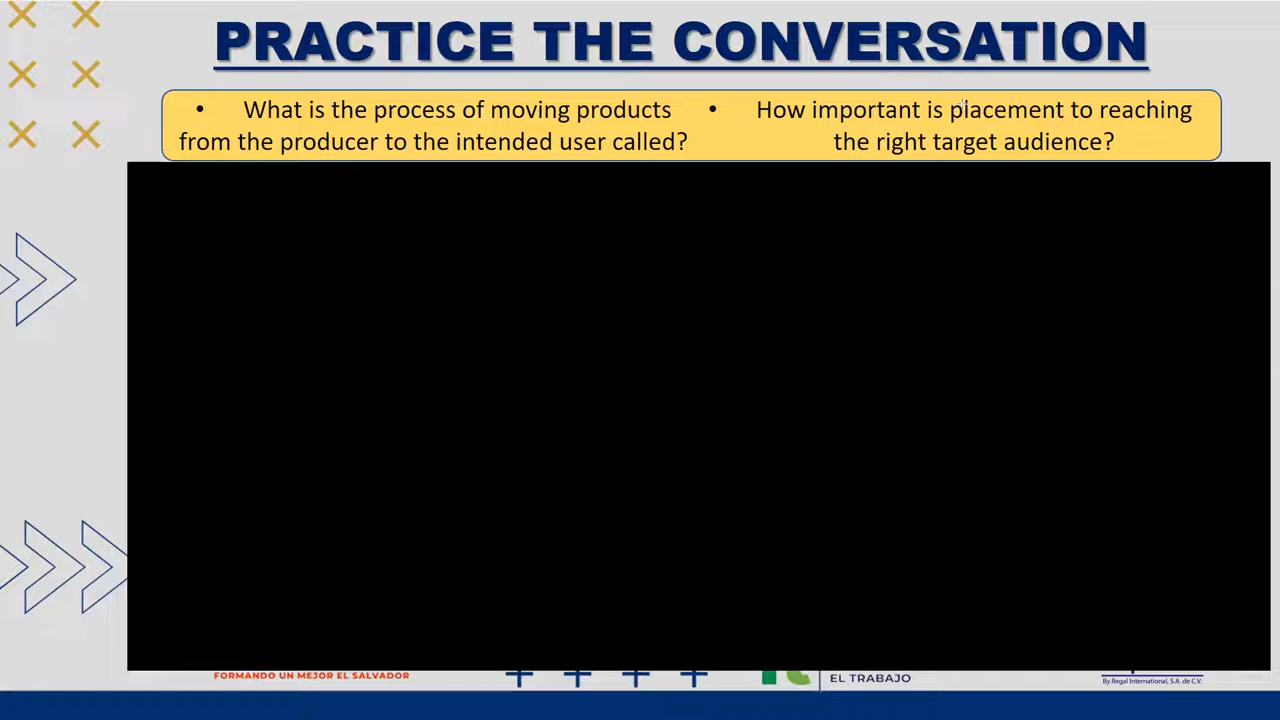 PRACTICE THE CONVERSATION
• What is the process of moving products
from the producer to the intended user called?
• How important is placement to reaching
the right target audience?
FORMANDO UN MEJOR EL SALVADOR
EL TRABAJO
By Regal International, S.A. de C.V.